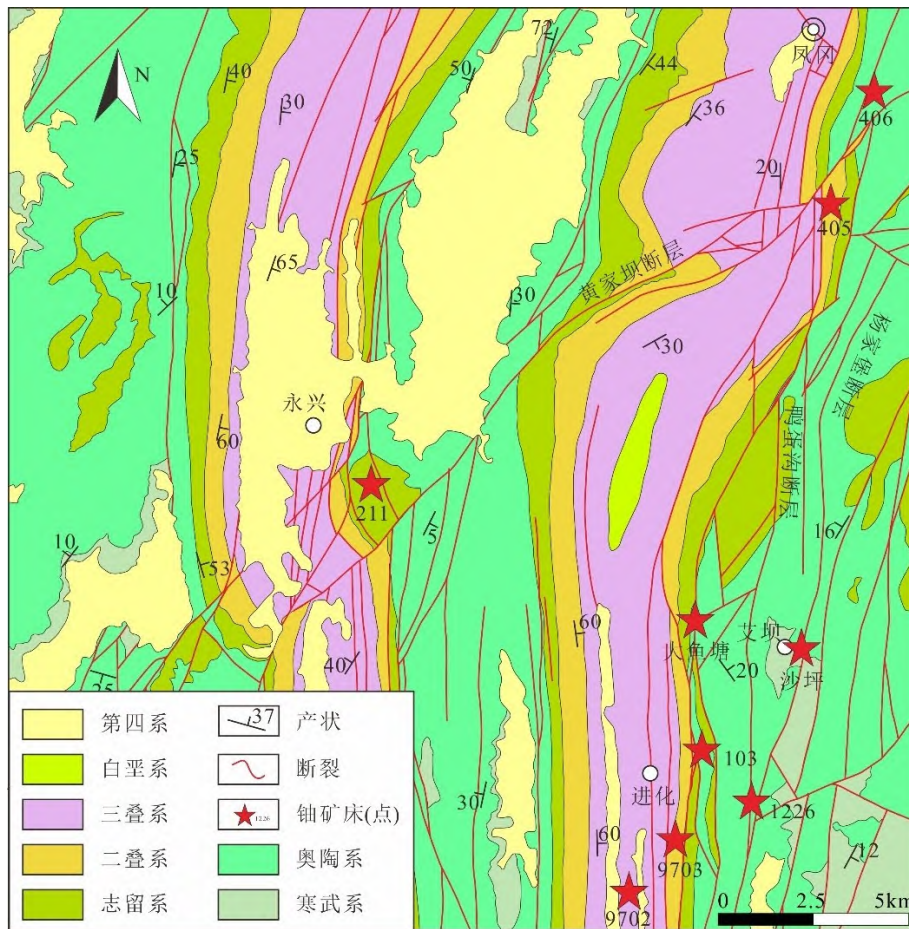 72
凤冈
44
50
40
406
30
36
N
20
25
405
65
黄家坝断层
10
30
杨家堡断层
30
永兴
鸭蛋沟断层
60
211
5
16
10
53
60
艾坝
人鱼塘
20
沙坪
40
103
30
进化
1226
60
12
9703
9702
第四系
37
产状
白垩系
断裂
三叠系
1226
铀矿床(点)
二叠系
奥陶系
志留系
寒武系
0
2.5
5km